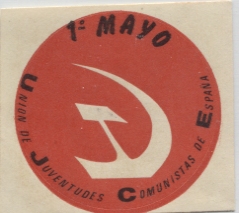 1º MAYO
UNION DE JUVENTUDES COMUNISTAS DE ESPAÑA